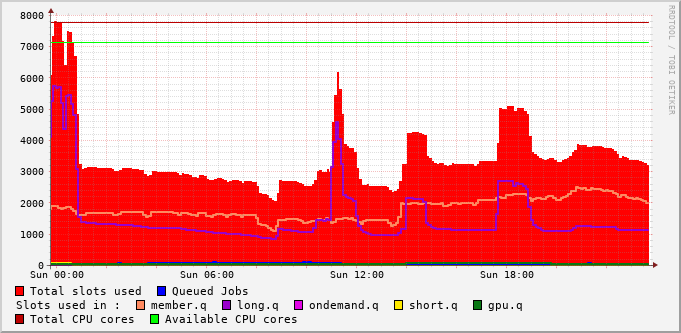 8000
7000
6000
5000
4000
3000
2000
1000
0
Sun 00:00 Sun 06:00 Sun 12:00 Sun 18:00
Total slots used Queued Jobs
Slots used in : member.q long.q ondemand.q short.q gpu.q
Total CPU cores Available CPU cores
RRDTOOL / TOBI OETIKER